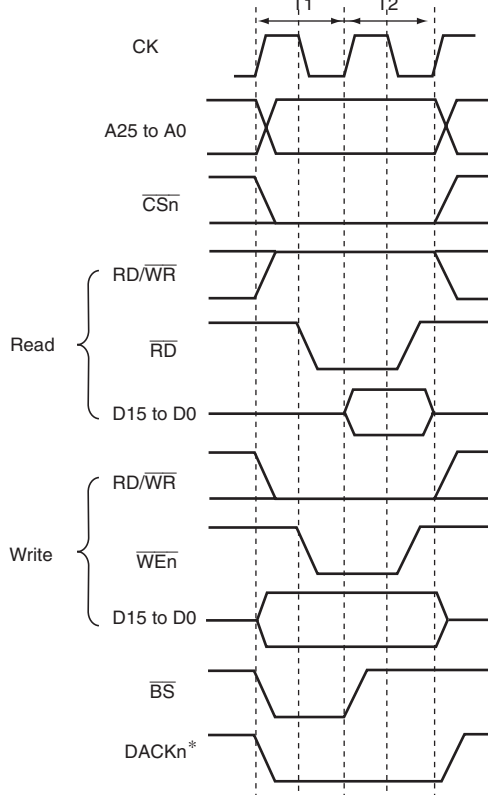 T1 T2
CK
A25 to A0
CSn
RD/WR
Read
RD
D15 to D0
RD/WR
Write
WEn
D15 to D0
BS
DACKn*